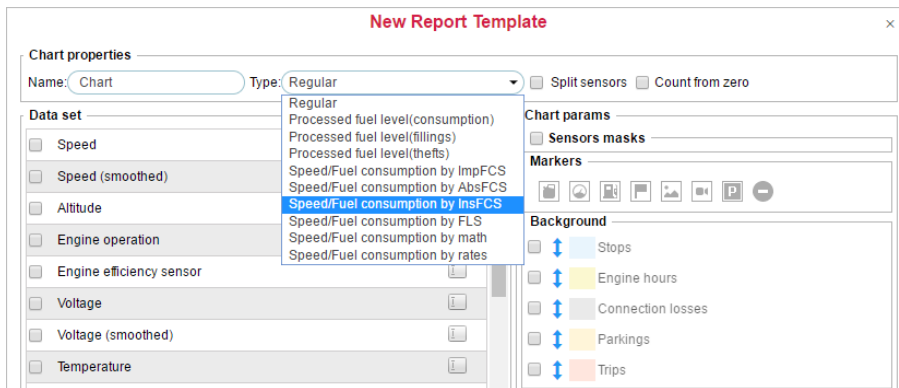 New Report Template
×
Chart properties
Name: Chart Type: Regular Split sensors Count from zero
Regular
Processed fuel level(consumption)
Processed fuel level(fillings)
Processed fuel level(thefts)
Speed/Fuel consumption by ImpFCS
Speed/Fuel consumption by AbsFCS
Speed/Fuel consumption by InsFCS
Speed/Fuel consumption by FLS
Speed/Fuel consumption by math
Speed/Fuel consumption by rates
Data set
Speed
Speed (smoothed)
Altitude
Engine operation
Engine efficiency sensor
Voltage
Voltage (smoothed)
Temperature
Chart params
Sensors masks
Markers
P
Background
Stops
Engine hours
Connection losses
Parkings
Trips